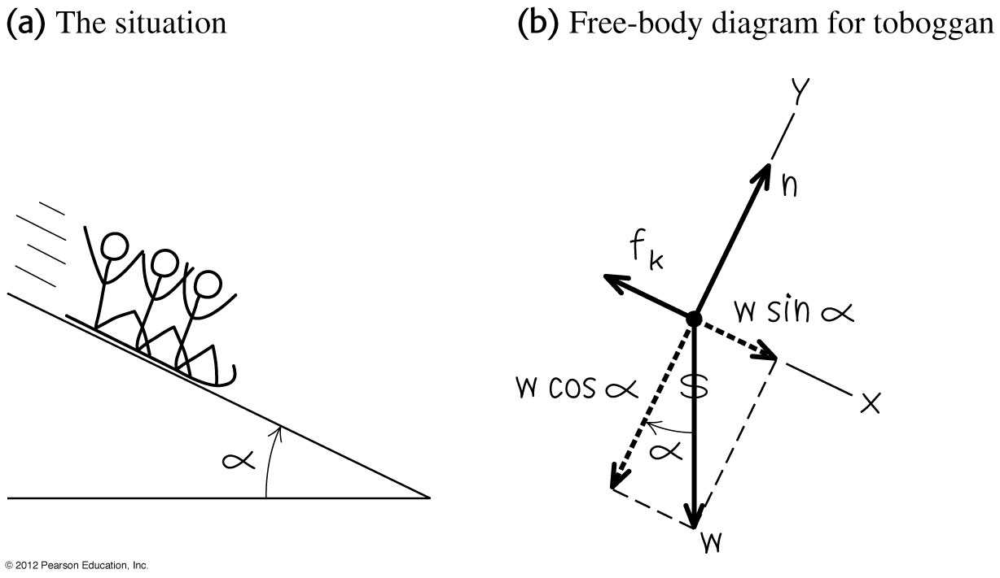 (a) The situation
(b) Free-body diagram for toboggan
y
n
fk
w sin α
w cos α
x
α
α
w
© 2012 Pearson Education, Inc.